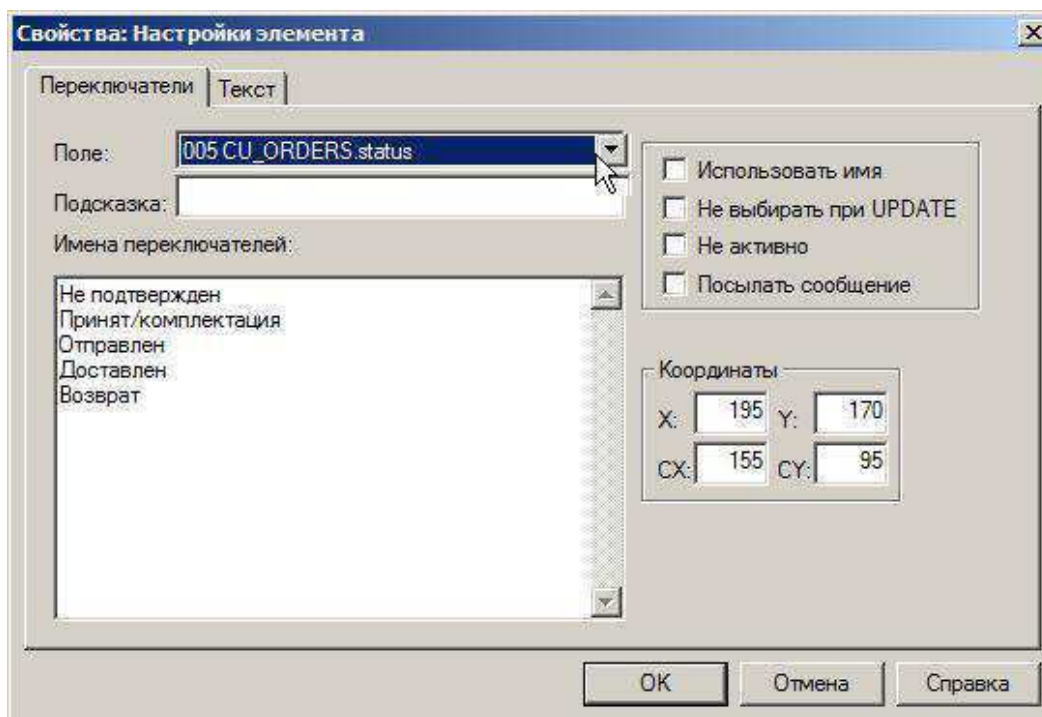 Свойства: Настройки элемента
Переключатели Текст
Поле: 005 CU_ORDERS.status
Подсказка:
Имена переключателей:
Не подтвержден
Принят/комплектация
Отправлен
Доставлен
Возврат
Использовать имя
Не выбирать при UPDATE
Не активно
Посылать сообщение
Координаты
X: 195 Y: 170
CX: 155 CY: 95
OK Отмена Справка